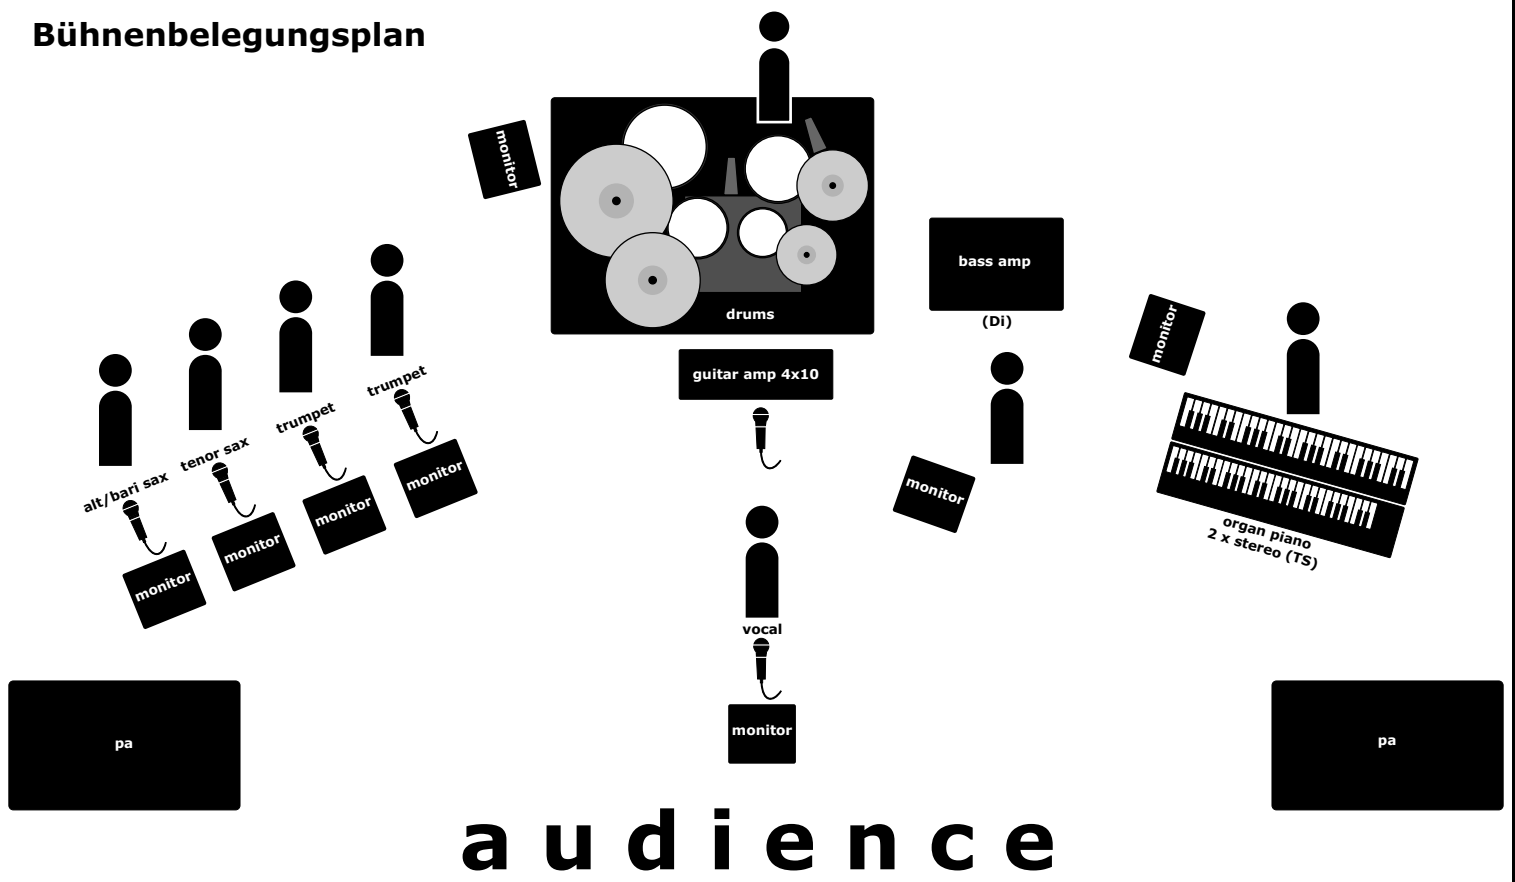 Bühnenbelegungsplan
monitor
drums
bass amp
(Di)
monitor
guitar amp 4x10
trumpet
trumpet
tenor sax
alt/bari sax
monitor
monitor
monitor
monitor
monitor
organ piano
2 x stereo (TS)
vocal
monitor
pa
pa
audience